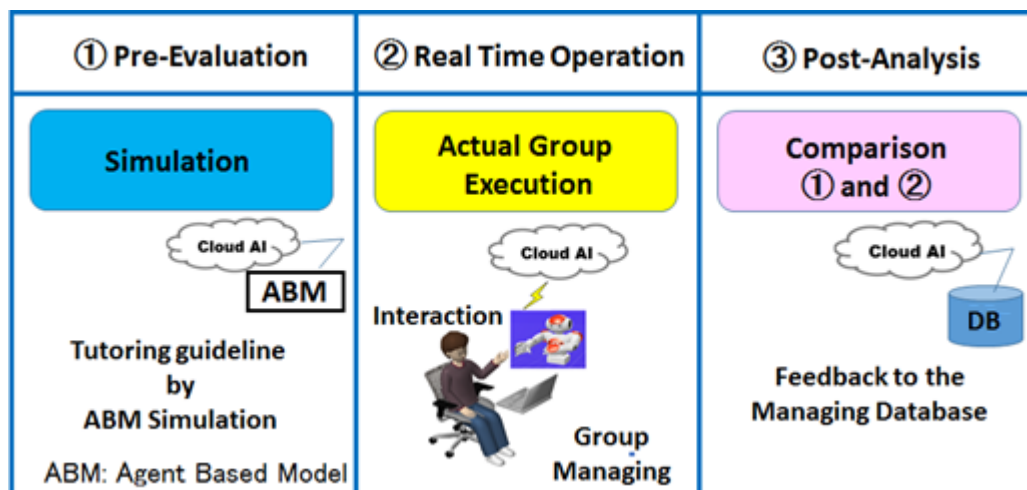 ① Pre-Evaluation
Simulation
Cloud AI
ABM
Tutoring guideline
by
ABM Simulation
ABM: Agent Based Model
② Real Time Operation
Actual Group
Execution
Cloud AI
Interaction
Group
Managing
③ Post-Analysis
Comparison
① and ②
Cloud AI
DB
Feedback to the
Managing Database